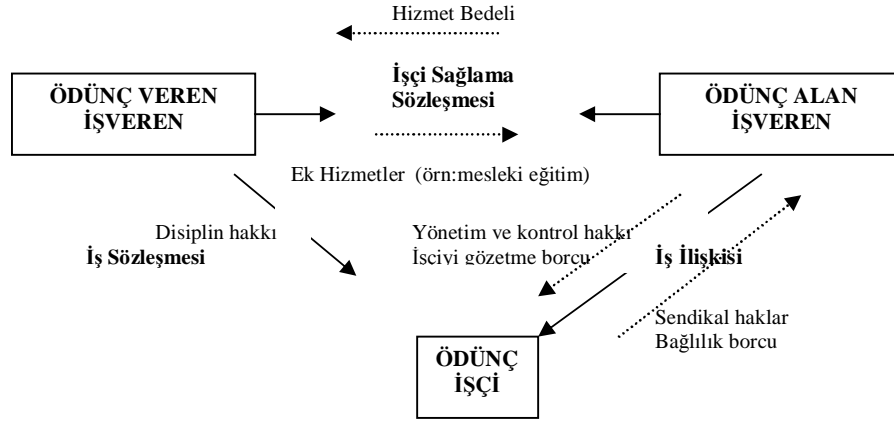 Hizmet Bedeli
İşçi Sağlama
Sözleşmesi
ÖDÜNÇ VEREN
İŞVEREN
ÖDÜNÇ ALAN
İŞVEREN
Ek Hizmetler (örn:mesleki eğitim)
Disiplin hakkı
İş Sözleşmesi
Yönetim ve kontrol hakkı
İşçiyi gözetme borcu
İş İlişkisi
Sendikal haklar
Bağlılık borcu
ÖDÜNÇ
İŞÇİ